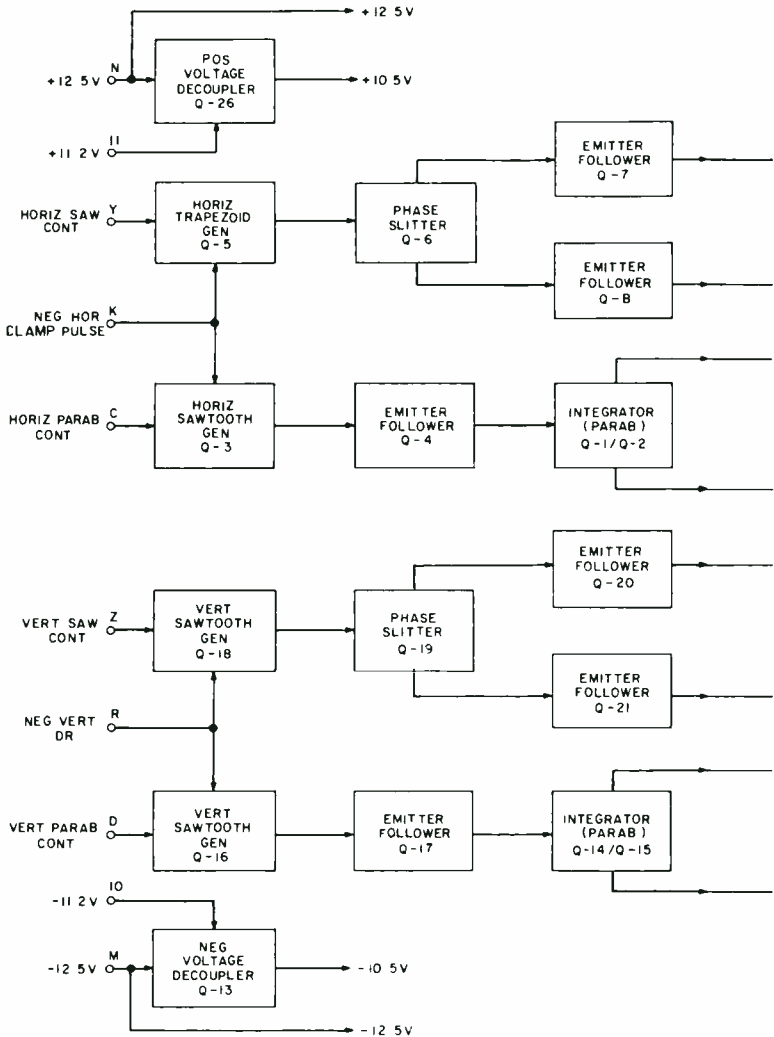 +12 5V
N
+12 5V
POS
VOLTAGE
DECOUPLER
Q-26
+10 5V
11
+11 2V
HORIZ SAW
CONT
Y
HORIZ
TRAPEZOID
GEN
Q-5
PHASE
SLITTER
Q-6
EMITTER
FOLLOWER
Q-7
EMITTER
FOLLOWER
Q-8
NEG HOR
CLAMP PULSE
K
HORIZ PARAB
CONT
C
HORIZ
SAWTOOTH
GEN
Q-3
EMITTER
FOLLOWER
Q-4
INTEGRATOR
(PARAB)
Q-1/Q-2
VERT SAW
CONT
Z
VERT
SAWTOOTH
GEN
Q-18
PHASE
SLITTER
Q-19
EMITTER
FOLLOWER
Q-20
EMITTER
FOLLOWER
Q-21
NEG VERT
DR
R
VERT PARAB
CONT
D
VERT
SAWTOOTH
GEN
Q-16
EMITTER
FOLLOWER
Q-17
INTEGRATOR
(PARAB)
Q-14/Q-15
10
-11 2V
M
-12 5V
NEG
VOLTAGE
DECOUPLER
Q-13
-10 5V
-12 5V